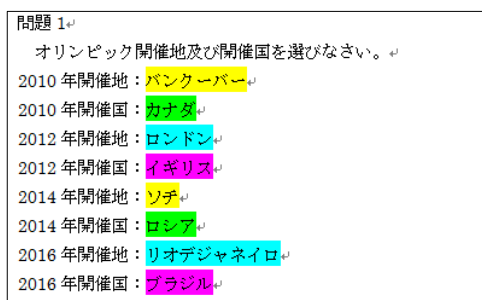 問題 1
オリンピック開催地及び開催国を選びなさい。
2010 年開催地：バンクーバー
2010 年開催国：カナダ
2012 年開催地：ロンドン
2012 年開催国：イギリス
2014 年開催地：ソチ
2014 年開催国：ロシア
2016 年開催地：リオデジャネイロ
2016 年開催国：ブラジル